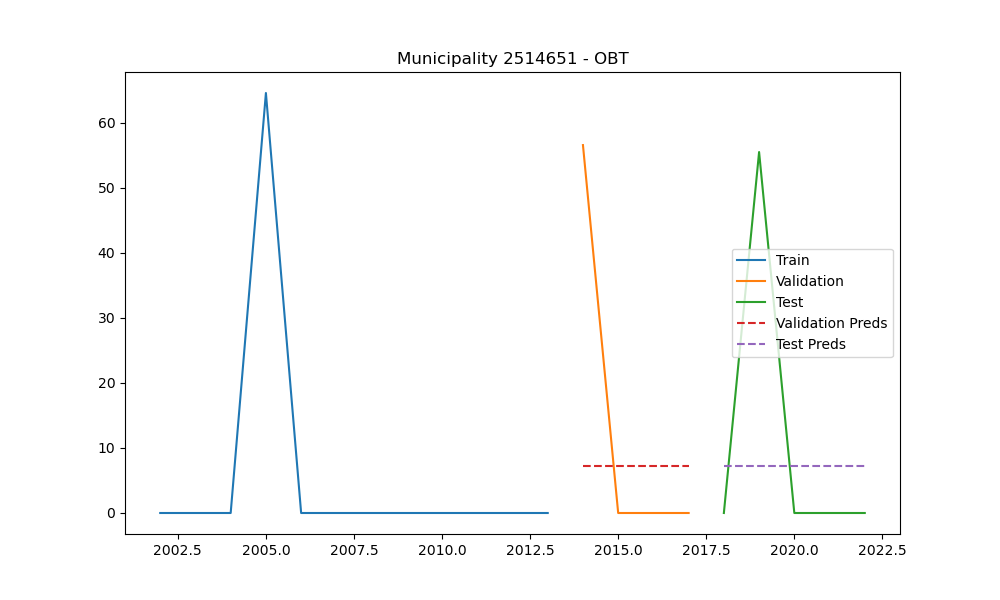 Municipality 2514651 - OBT
60
50
40
30
20
10
0
Train
Validation
Test
Validation Preds
Test Preds
2002.5 2005.0 2007.5 2010.0 2012.5 2015.0 2017.5 2020.0 2022.5